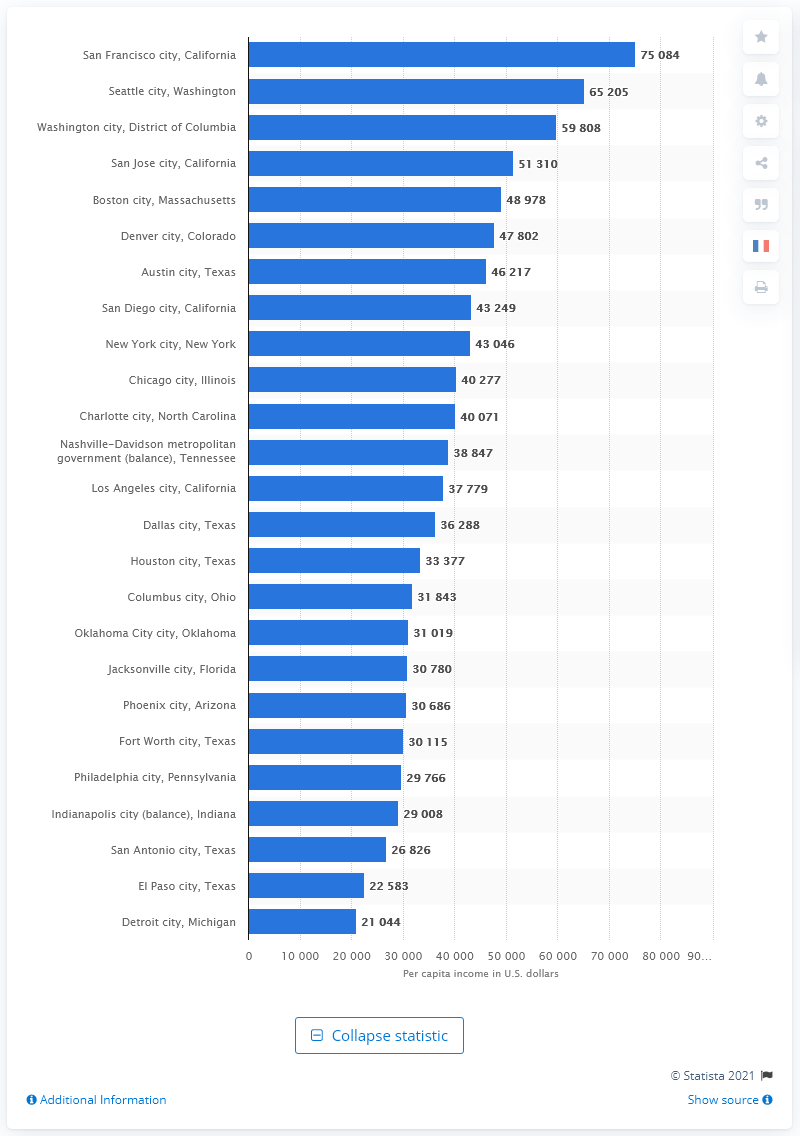 San Francisco city, California 75 084
Seattle city, Washington 65 205
Washington city, District of Columbia 59 808
San Jose city, California 51 310
Boston city, Massachusetts 48 978
Denver city, Colorado 47 802
Austin city, Texas 46 217
San Diego city, California 43 249
New York city, New York 43 046
Chicago city, Illinois 40 277
Charlotte city, North Carolina 40 071
Nashville-Davidson metropolitan
government (balance), Tennessee 38 847
Los Angeles city, California 37 779
Dallas city, Texas 36 288
Houston city, Texas 33 377
Columbus city, Ohio 31 843
Oklahoma City city, Oklahoma 31 019
Jacksonville city, Florida 30 780
Phoenix city, Arizona 30 686
Fort Worth city, Texas 30 115
Philadelphia city, Pennsylvania 29 766
Indianapolis city (balance), Indiana 29 008
San Antonio city, Texas 26 826
El Paso city, Texas 22 583
Detroit city, Michigan 21 044
0 10 000 20 000 30 000 40 000 50 000 60 000 70 000 80 000 90...
Per capita income in U.S. dollars
Collapse statistic
© Statista 2021
Additional Information Show source